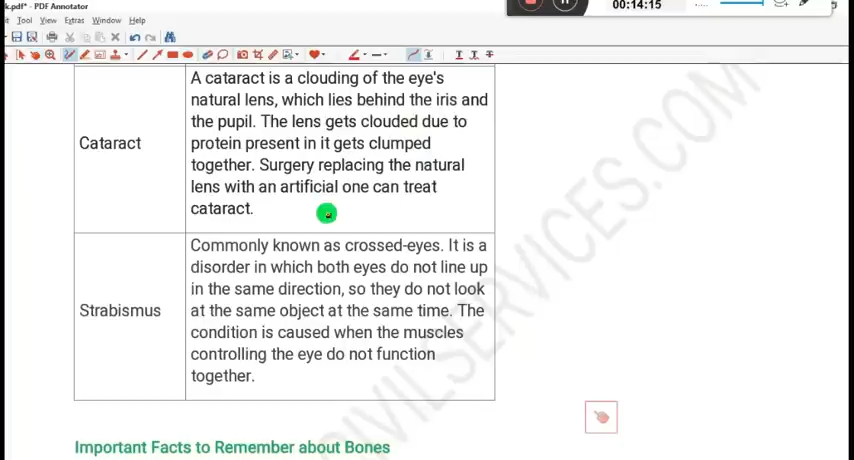 k.pdf* - PDF Annotator
00:14:15
Tool View Extras Window Help
A cataract is a clouding of the eye's
natural lens, which lies behind the iris and
the pupil. The lens gets clouded due to
Cataract
protein present in it gets clumped
together. Surgery replacing the natural
lens with an artificial one can treat
cataract.
Commonly known as crossed-eyes. It is a
disorder in which both eyes do not line up
in the same direction, so they do not look
Strabismus
at the same object at the same time. The
condition is caused when the muscles
controlling the eye do not function
together.
Important Facts to Remember about Bones
CIVILSERVICES.COM